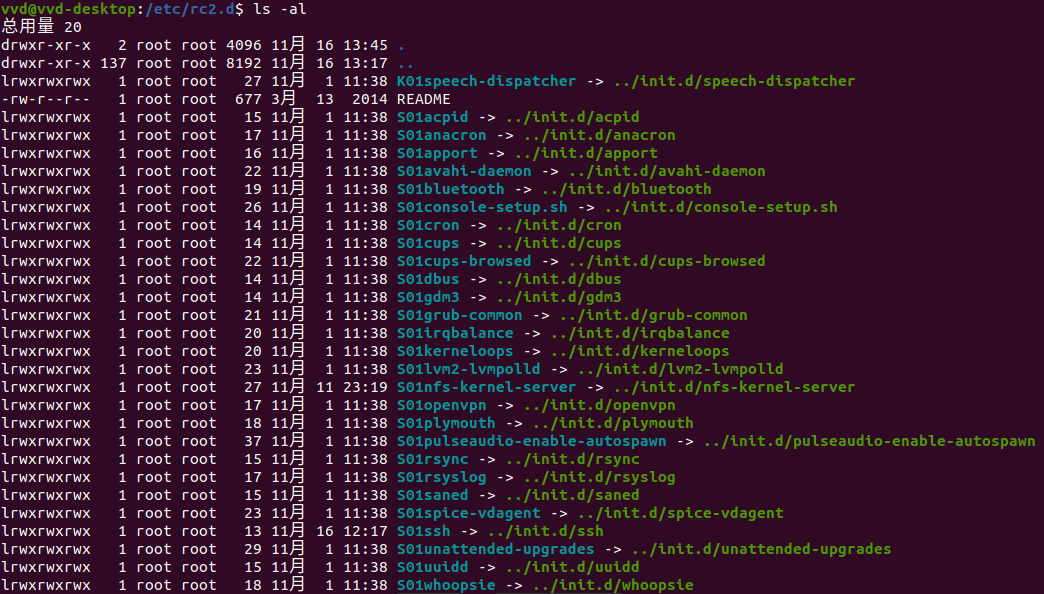 vvd@vvd-desktop:/etc/rc2.d$ ls -al
总用量 20
drwxr-xr-x   2 root root 4096 11月 16 13:45 .
drwxr-xr-x 137 root root 8192 11月 16 13:17 ..
lrwxrwxrwx   1 root root   27 11月  1 11:38 K01speech-dispatcher -> ../init.d/speech-dispatcher
-rw-r--r--   1 root root  677 3月  13  2014 README
lrwxrwxrwx   1 root root   15 11月  1 11:38 S01acpid -> ../init.d/acpid
lrwxrwxrwx   1 root root   17 11月  1 11:38 S01anacron -> ../init.d/anacron
lrwxrwxrwx   1 root root   16 11月  1 11:38 S01apport -> ../init.d/apport
lrwxrwxrwx   1 root root   22 11月  1 11:38 S01avahi-daemon -> ../init.d/avahi-daemon
lrwxrwxrwx   1 root root   19 11月  1 11:38 S01bluetooth -> ../init.d/bluetooth
lrwxrwxrwx   1 root root   26 11月  1 11:38 S01console-setup.sh -> ../init.d/console-setup.sh
lrwxrwxrwx   1 root root   14 11月  1 11:38 S01cron -> ../init.d/cron
lrwxrwxrwx   1 root root   14 11月  1 11:38 S01cups -> ../init.d/cups
lrwxrwxrwx   1 root root   22 11月  1 11:38 S01cups-browsed -> ../init.d/cups-browsed
lrwxrwxrwx   1 root root   14 11月  1 11:38 S01dbus -> ../init.d/dbus
lrwxrwxrwx   1 root root   14 11月  1 11:38 S01gdm3 -> ../init.d/gdm3
lrwxrwxrwx   1 root root   21 11月  1 11:38 S01grub-common -> ../init.d/grub-common
lrwxrwxrwx   1 root root   20 11月  1 11:38 S01irqbalance -> ../init.d/irqbalance
lrwxrwxrwx   1 root root   20 11月  1 11:38 S01kerneloops -> ../init.d/kerneloops
lrwxrwxrwx   1 root root   23 11月  1 11:38 S01lvm2-lvmpolld -> ../init.d/lvm2-lvmpolld
lrwxrwxrwx   1 root root   27 11月 11 23:19 S01nfs-kernel-server -> ../init.d/nfs-kernel-server
lrwxrwxrwx   1 root root   17 11月  1 11:38 S01openvpn -> ../init.d/openvpn
lrwxrwxrwx   1 root root   18 11月  1 11:38 S01plymouth -> ../init.d/plymouth
lrwxrwxrwx   1 root root   37 11月  1 11:38 S01pulseaudio-enable-autospawn -> ../init.d/pulseaudio-enable-autospawn
lrwxrwxrwx   1 root root   15 11月  1 11:38 S01rsync -> ../init.d/rsync
lrwxrwxrwx   1 root root   17 11月  1 11:38 S01rsyslog -> ../init.d/rsyslog
lrwxrwxrwx   1 root root   15 11月  1 11:38 S01saned -> ../init.d/saned
lrwxrwxrwx   1 root root   23 11月  1 11:38 S01spice-vdagent -> ../init.d/spice-vdagent
lrwxrwxrwx   1 root root   13 11月 16 12:17 S01ssh -> ../init.d/ssh
lrwxrwxrwx   1 root root   29 11月  1 11:38 S01unattended-upgrades -> ../init.d/unattended-upgrades
lrwxrwxrwx   1 root root   15 11月  1 11:38 S01uuidd -> ../init.d/uuidd
lrwxrwxrwx   1 root root   18 11月  1 11:38 S01whoopsie -> ../init.d/whoopsie